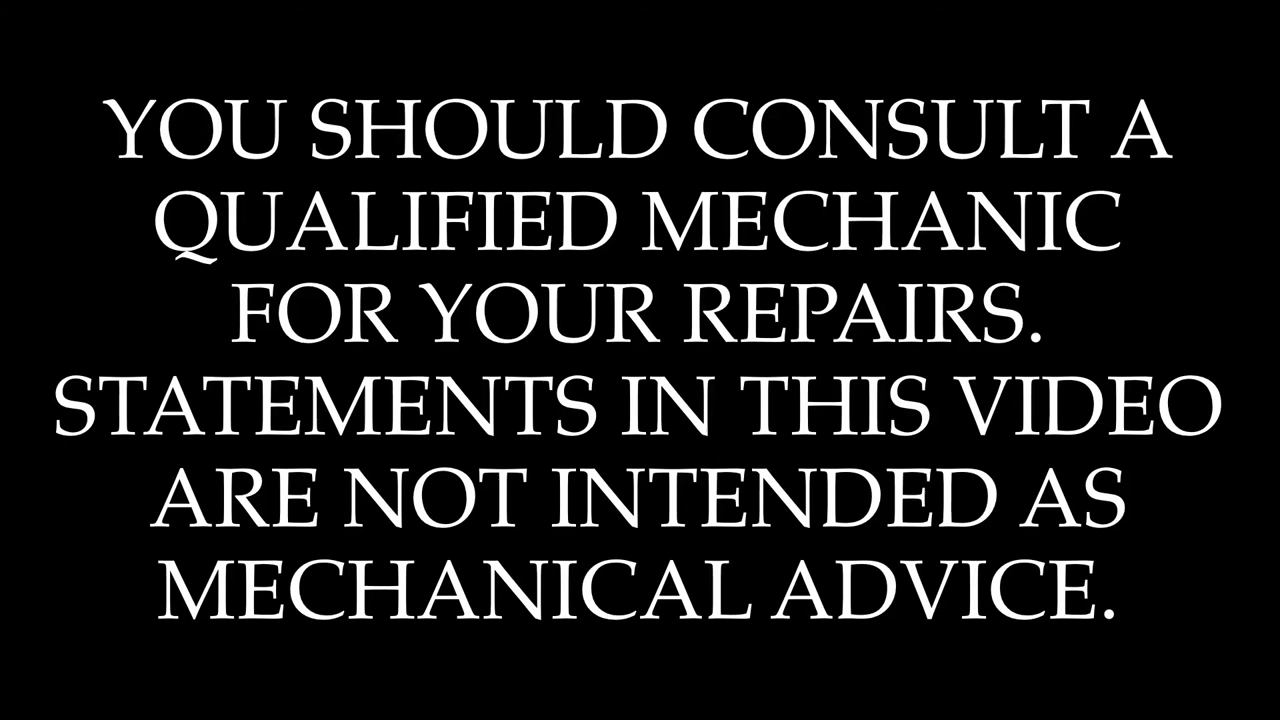 YOU SHOULD CONSULT A
QUALIFIED MECHANIC
FOR YOUR REPAIRS.
STATEMENTS IN THIS VIDEO
ARE NOT INTENDED AS
MECHANICAL ADVICE.